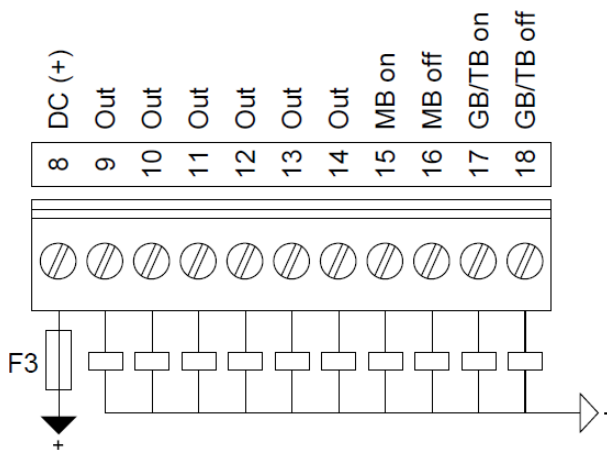 DC (+)
Out
Out
Out
Out
Out
Out
MB on
MB off
GB/TB on
GB/TB off
8
9
10
11
12
13
14
15
16
17
18
F3
+
-